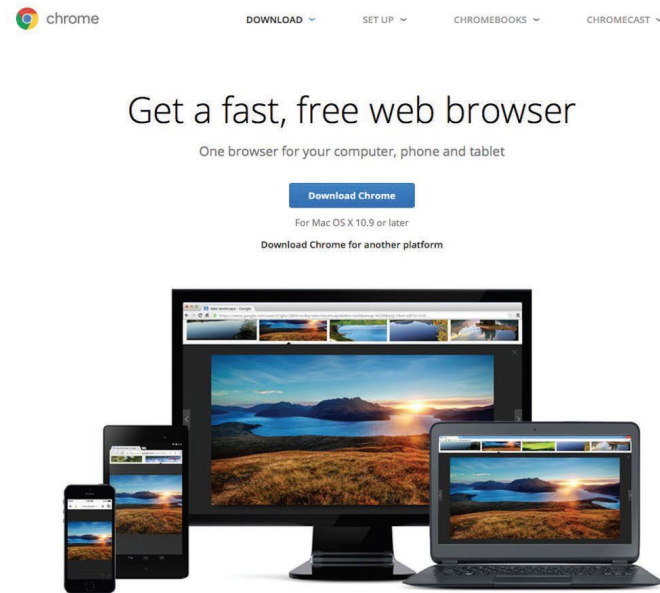 chrome
DOWNLOAD SET UP CHROMEBOOKS CHROMECAST
Get a fast, free web browser
One browser for your computer, phone and tablet
Download Chrome
For Mac OS X 10.9 or later
Download Chrome for another platform